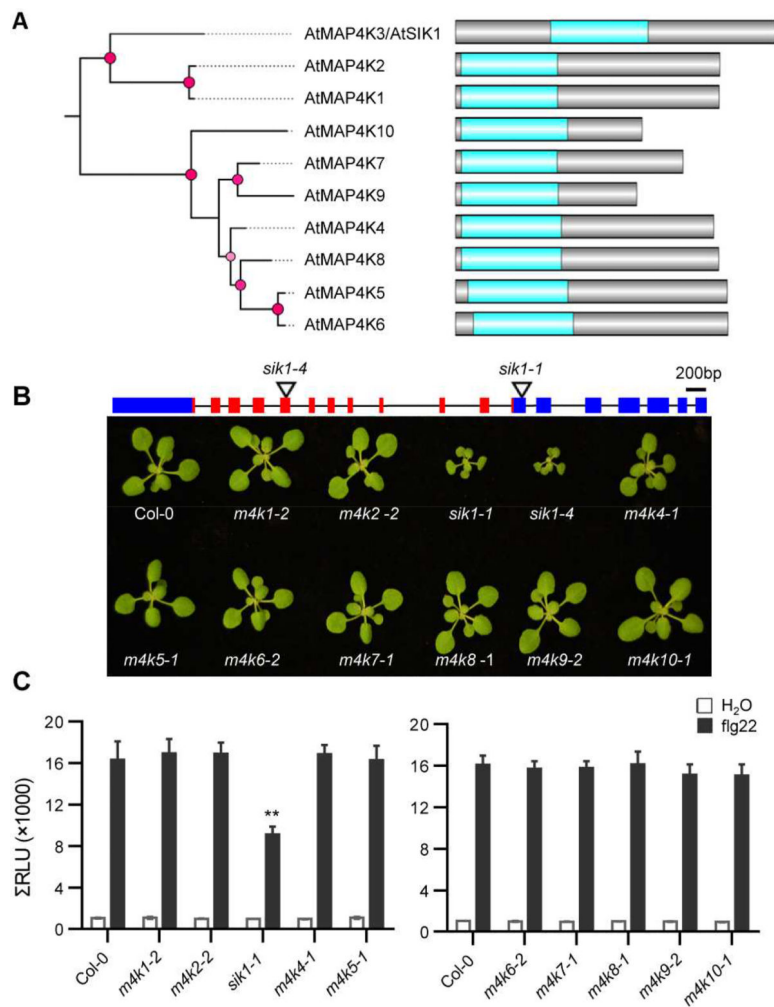 A
AtMAP4K3/AtSIK1
AtMAP4K2
AtMAP4K1
AtMAP4K10
AtMAP4K7
AtMAP4K9
AtMAP4K4
AtMAP4K8
AtMAP4K5
AtMAP4K6
B
sik1-4 sik1-1 200bp
Col-0 m4k1-2 m4k2 -2 sik1-1 sik1-4 m4k4-1
m4k5-1 m4k6-2 m4k7-1 m4k8 -1 m4k9-2 m4k10-1
C
H₂O
flg22
ΣRLU (×1000)
20
16
12
8
4
0
**
Col-0 m4k1-2 m4k2-2 sik1-1 m4k4-1 m4k5-1
20
16
12
8
4
0
Col-0 m4k6-2 m4k7-1 m4k8-1 m4k9-2 m4k10-1